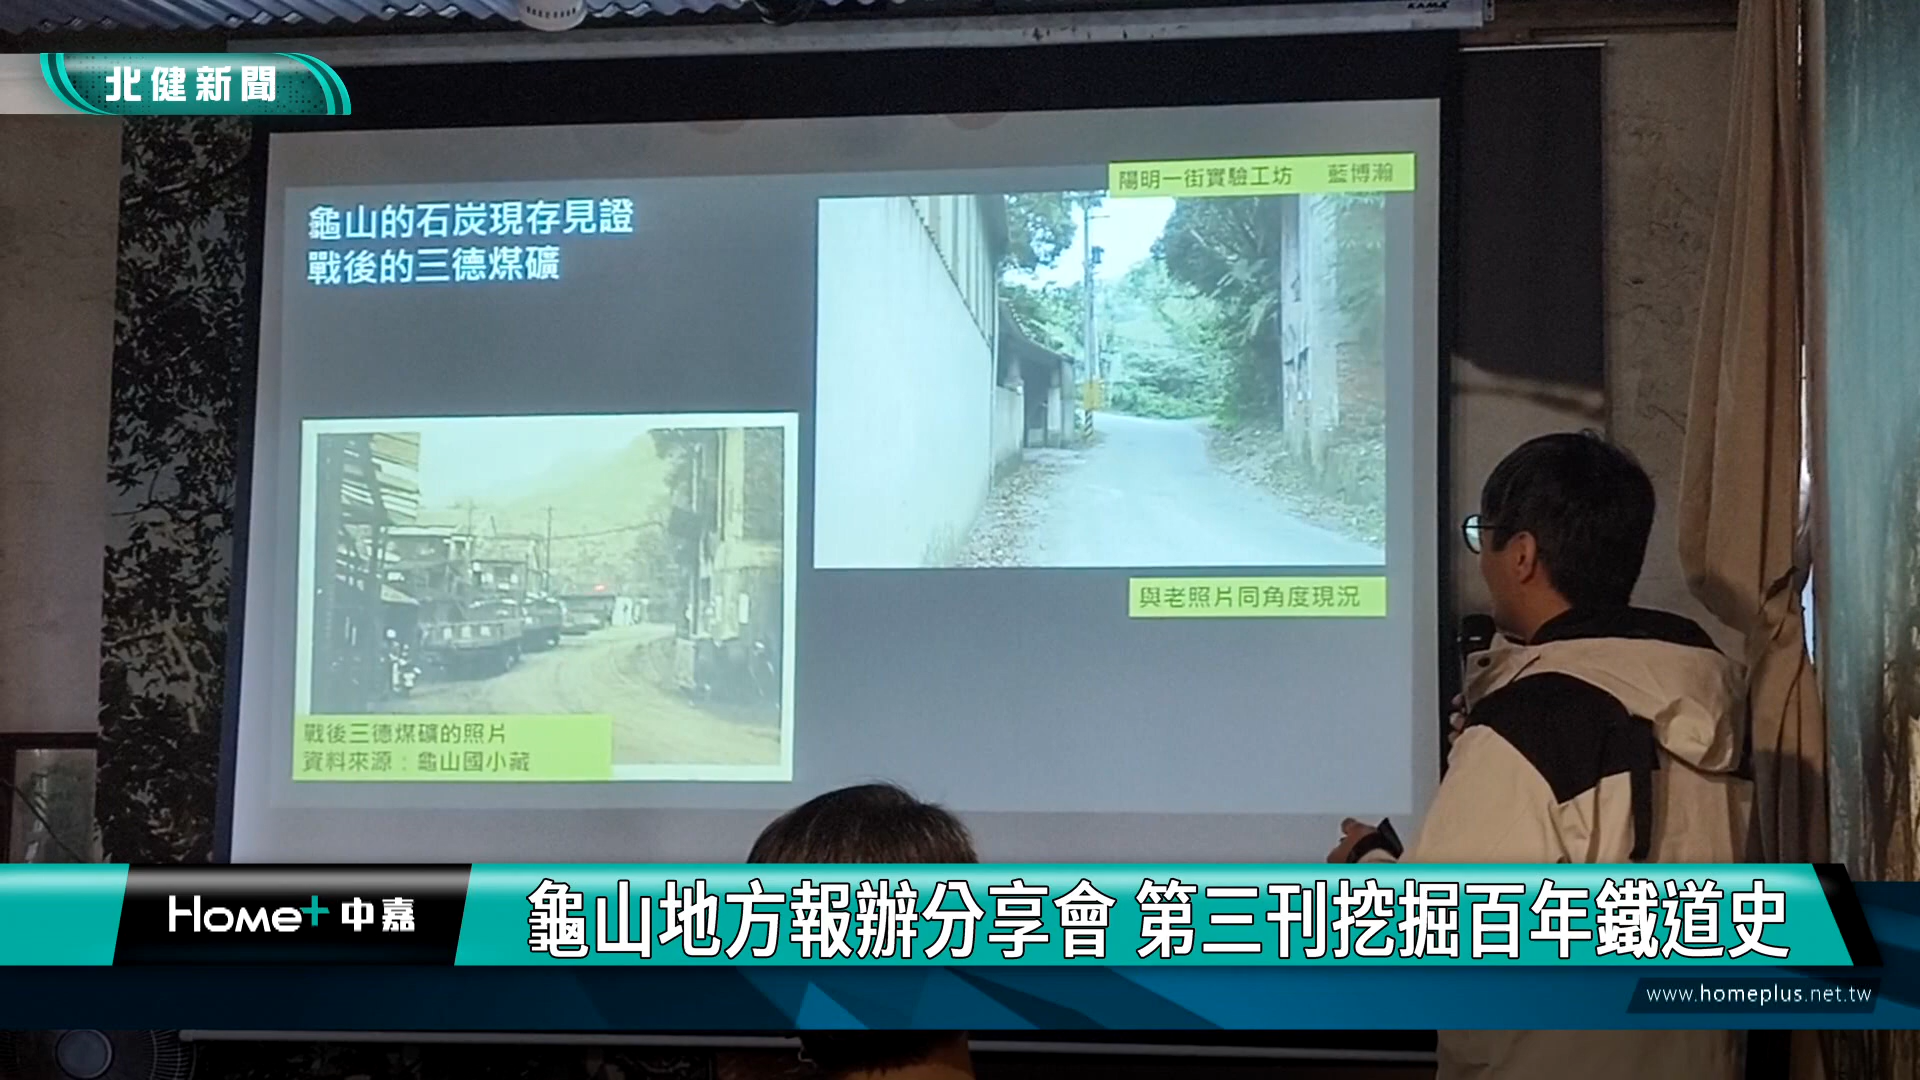 KAMA
北健新聞
陽明一街實驗工坊 藍博瀚
龜山的石炭現存見證
戰後的三德煤礦
與老照片同角度現況
戰後三德煤礦的照片
資料來源：龜山國小藏
Home+中嘉
龜山地方報辦分享會 第三刊挖掘百年鐵道史
www.homeplus.net.tw